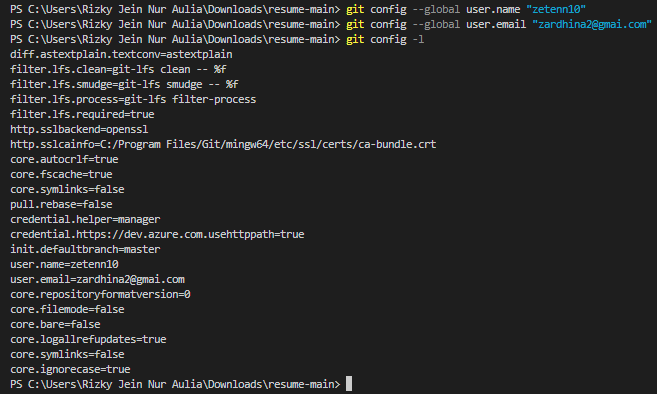 PS C:\Users\Rizky Jein Nur Aulia\Downloads\resume-main> git config --global user.name "zetenn10"
PS C:\Users\Rizky Jein Nur Aulia\Downloads\resume-main> git config --global user.email "zardhina2@gmai.com"
PS C:\Users\Rizky Jein Nur Aulia\Downloads\resume-main> git config -l
diff.astextplain.textconv=astextplain
filter.lfs.clean=git-lfs clean -- %f
filter.lfs.smudge=git-lfs smudge -- %f
filter.lfs.process=git-lfs filter-process
filter.lfs.required=true
http.sslbackend=openssl
http.sslcainfo=C:/Program Files/Git/mingw64/etc/ssl/certs/ca-bundle.crt
core.autocrlf=true
core.fscache=true
core.symlinks=false
pull.rebase=false
credential.helper=manager
credential.https://dev.azure.com.usehttppath=true
init.defaultbranch=master
user.name=zetenn10
user.email=zardhina2@gmai.com
core.repositoryformatversion=0
core.filemode=false
core.bare=false
core.logallrefupdates=true
core.symlinks=false
core.ignorecase=true
PS C:\Users\Rizky Jein Nur Aulia\Downloads\resume-main>